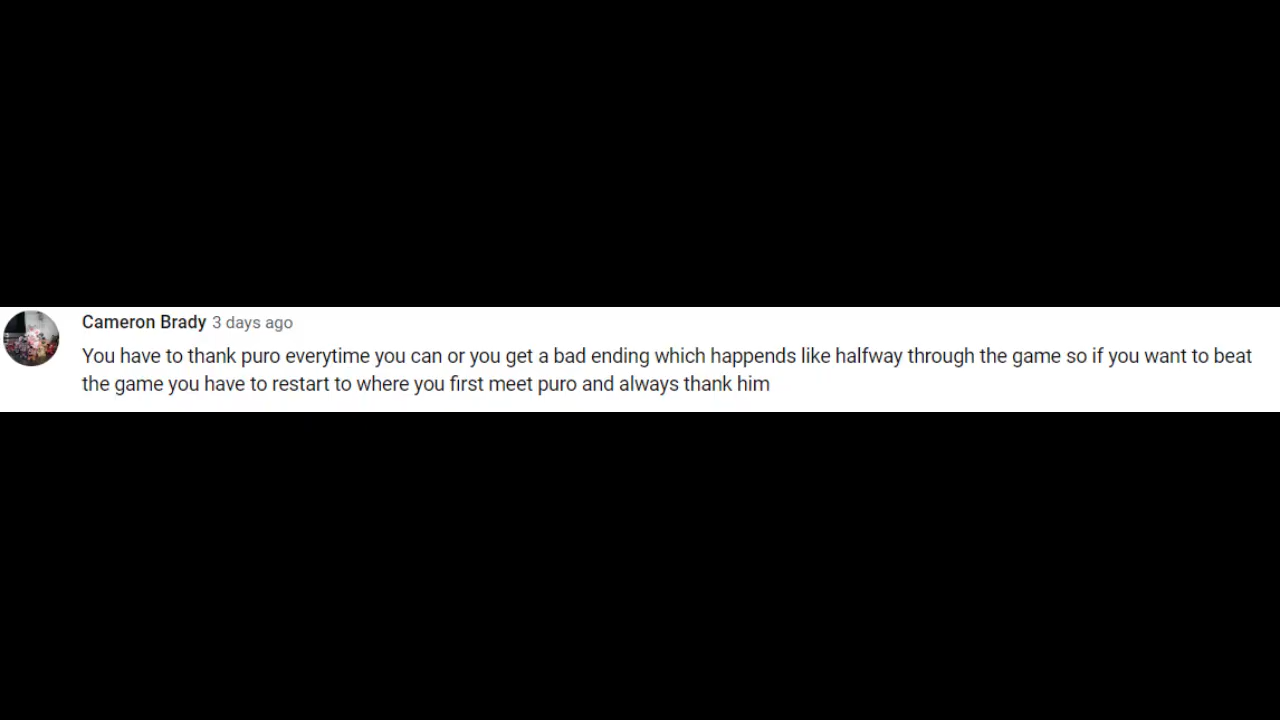 Cameron Brady 3 days ago
You have to thank puro everytime you can or you get a bad ending which happends like halfway through the game so if you want to beat
the game you have to restart to where you first meet puro and always thank him